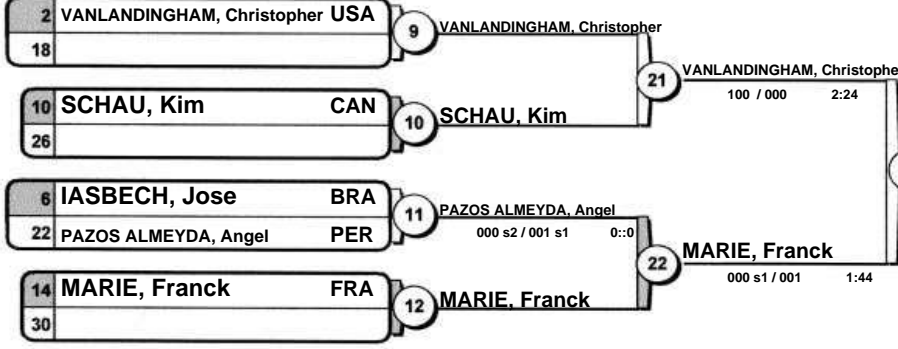 2 VANLANDINGHAM, Christopher USA
18
9
VANLANDINGHAM, Christopher
10 SCHAU, Kim CAN
26
10
SCHAU, Kim
21
VANLANDINGHAM, Christophe
100 / 000 2:24
6 IASBECH, Jose BRA
22 PAZOS ALMEYDA, Angel PER
11
PAZOS ALMEYDA, Angel
000 s2 / 001 s1 0::0
14 MARIE, Franck FRA
30
12
MARIE, Franck
22
MARIE, Franck
000 s1 / 001 1:44